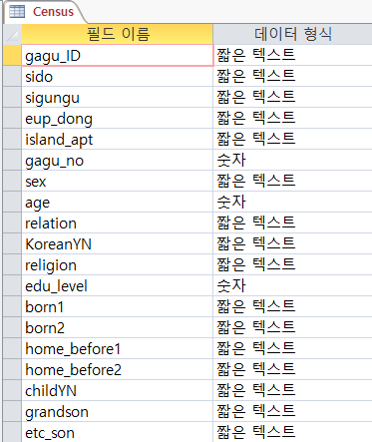 Census
필드 이름 데이터 형식
gagu_ID 짧은 텍스트
sido 짧은 텍스트
sigungu 짧은 텍스트
eup_dong 짧은 텍스트
island_apt 짧은 텍스트
gagu_no 숫자
sex 짧은 텍스트
age 숫자
relation 짧은 텍스트
KoreanYN 짧은 텍스트
religion 짧은 텍스트
edu_level 숫자
born1 짧은 텍스트
born2 짧은 텍스트
home_before1 짧은 텍스트
home_before2 짧은 텍스트
childYN 짧은 텍스트
grandson 짧은 텍스트
etc_son 짧은 텍스트